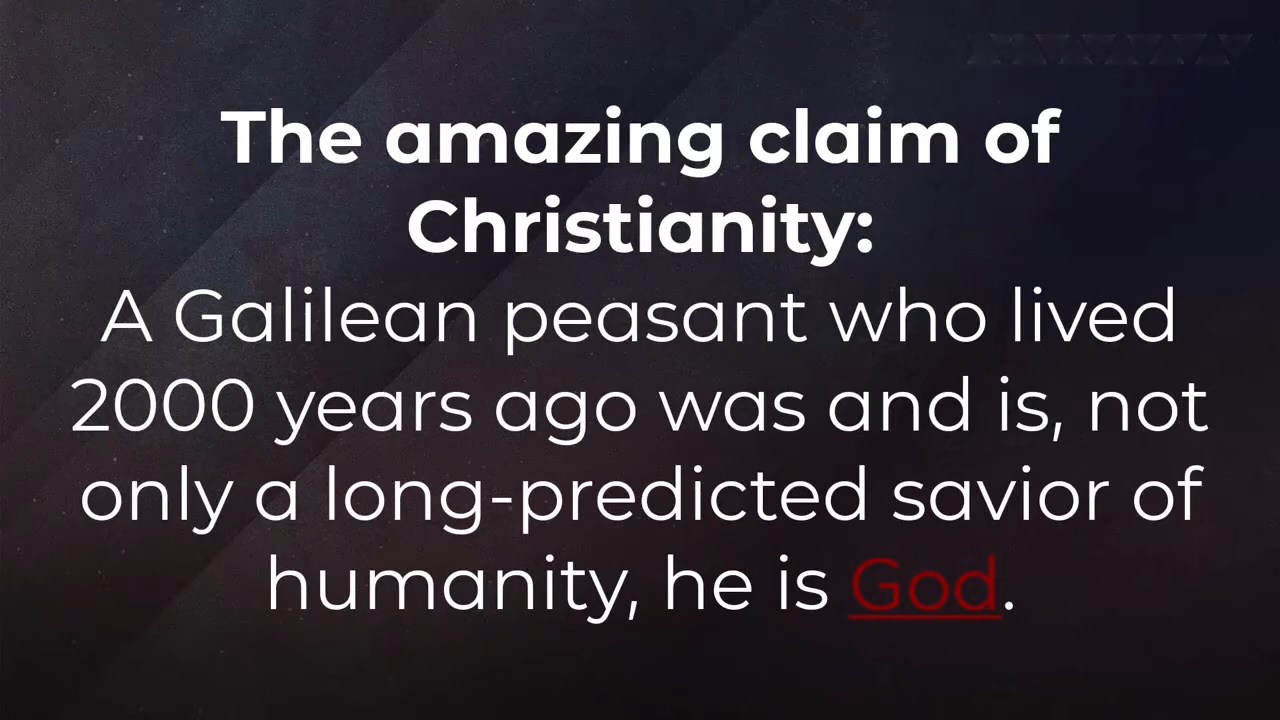 The amazing claim of
Christianity:
A Galilean peasant who lived
2000 years ago was and is, not
only a long-predicted savior of
humanity, he is God.